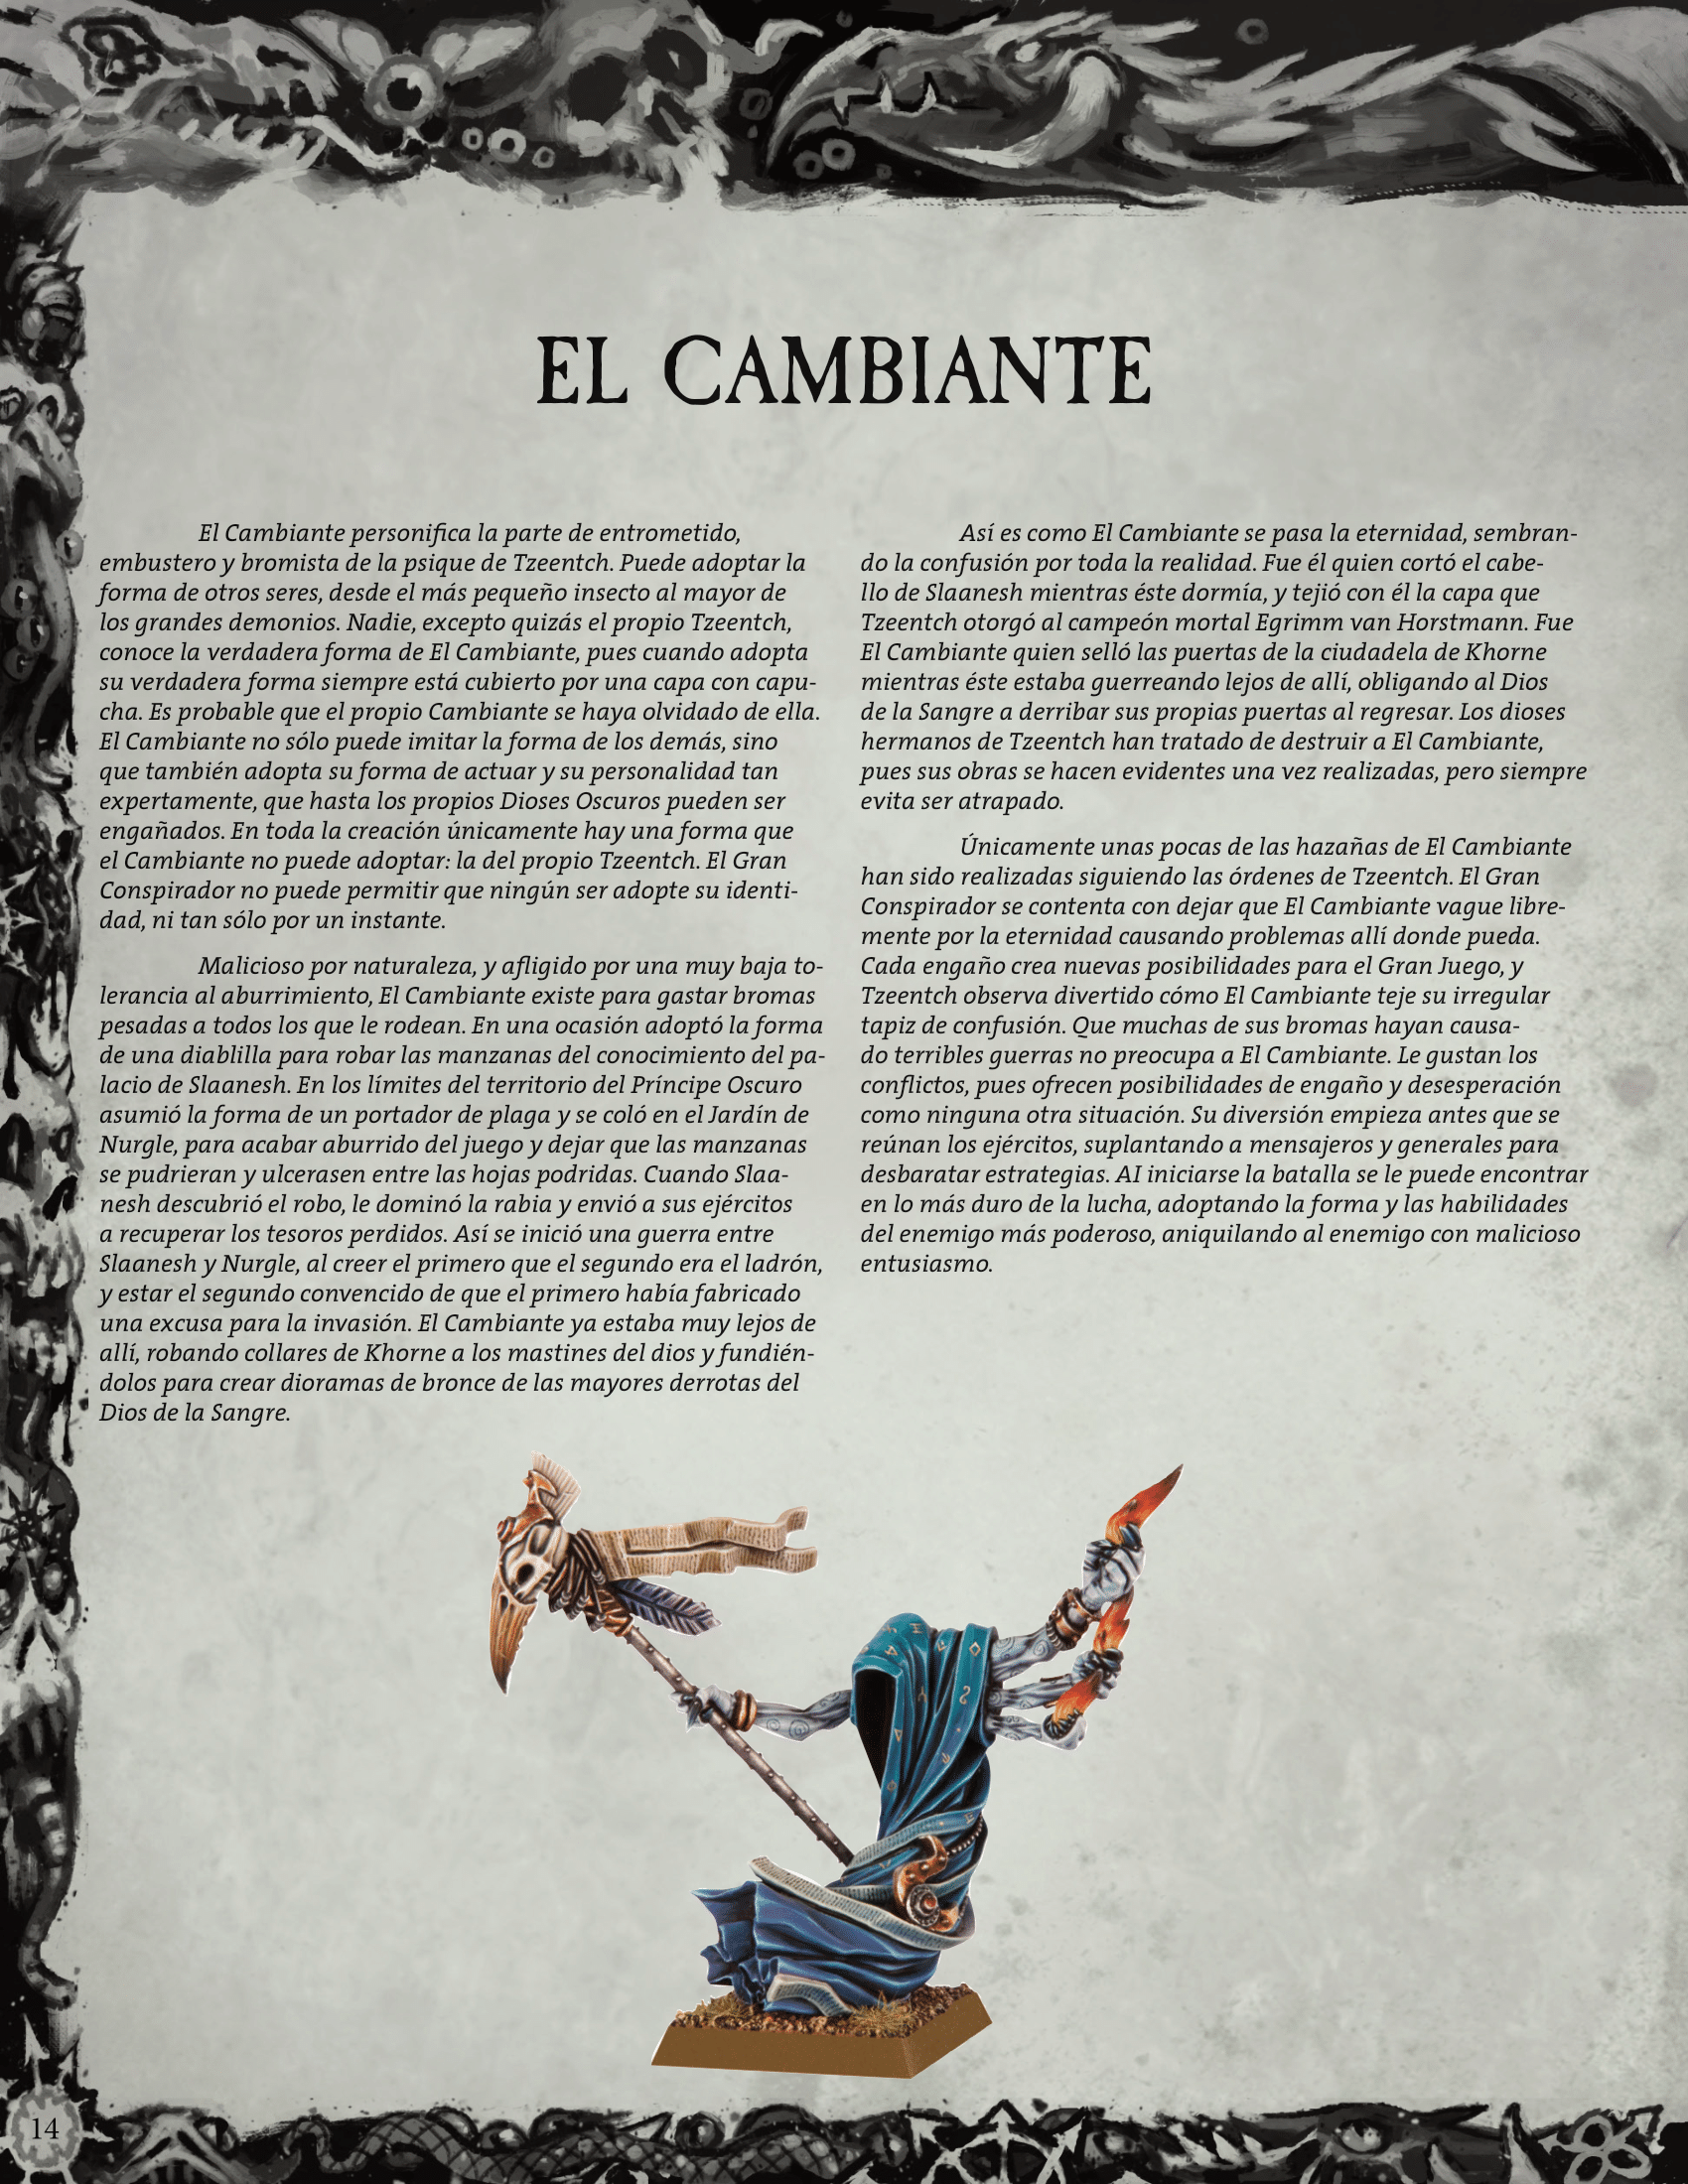 EL CAMBIANTE
El Cambiante personifica la parte de entrometido,
embustero y bromista de la psique de Tzeentch. Puede adoptar la
forma de otros seres, desde el más pequeño insecto al mayor de
los grandes demonios. Nadie, excepto quizás el propio Tzeentch,
conoce la verdadera forma de El Cambiante, pues cuando adopta
su verdadera forma siempre está cubierto por una capa con capu-
cha. Es probable que el propio Cambiante se haya olvidado de ella.
El Cambiante no sólo puede imitar la forma de los demás, sino
que también adopta su forma de actuar y su personalidad tan
expertamente, que hasta los propios Dioses Oscuros pueden ser
engañados. En toda la creación únicamente hay una forma que
el Cambiante no puede adoptar: la del propio Tzeentch. El Gran
Conspirador no puede permitir que ningún ser adopte su identi-
dad, ni tan sólo por un instante.
Malicioso por naturaleza, y afligido por una muy baja to-
lerancia al aburrimiento, El Cambiante existe para gastar bromas
pesadas a todos los que le rodean. En una ocasión adoptó la forma
de una diablilla para robar las manzanas del conocimiento del pa-
lacio de Slaanesh. En los límites del territorio del Príncipe Oscuro
asumió la forma de un portador de plaga y se coló en el Jardín de
Nurgle, para acabar aburrido del juego y dejar que las manzanas
se pudrieran y ulcerasen entre las hojas podridas. Cuando Slaa-
nesh descubrió el robo, le dominó la rabia y envió a sus ejércitos
a recuperar los tesoros perdidos. Así se inició una guerra entre
Slaanesh y Nurgle, al creer el primero que el segundo era el ladrón,
y estar el segundo convencido de que el primero había fabricado
una excusa para la invasión. El Cambiante ya estaba muy lejos de
allí, robando collares de Khorne a los mastines del dios y fundién-
dolos para crear dioramas de bronce de las mayores derrotas del
Dios de la Sangre.
Así es como El Cambiante se pasa la eternidad, sembran-
do la confusión por toda la realidad. Fue él quien cortó el cabe-
llo de Slaanesh mientras éste dormía, y tejió con él la capa que
Tzeentch otorgó al campeón mortal Egrimm van Horstmann. Fue
El Cambiante quien selló las puertas de la ciudadela de Khorne
mientras éste estaba guerreando lejos de allí, obligando al Dios
de la Sangre a derribar sus propias puertas al regresar. Los dioses
hermanos de Tzeentch han tratado de destruir a El Cambiante,
pues sus obras se hacen evidentes una vez realizadas, pero siempre
evita ser atrapado.
Únicamente unas pocas de las hazañas de El Cambiante
han sido realizadas siguiendo las órdenes de Tzeentch. El Gran
Conspirador se contenta con dejar que El Cambiante vague libre-
mente por la eternidad causando problemas allí donde pueda.
Cada engaño crea nuevas posibilidades para el Gran Juego, y
Tzeentch observa divertido cómo El Cambiante teje su irregular
tapiz de confusión. Que muchas de sus bromas hayan causa-
do terribles guerras no preocupa a El Cambiante. Le gustan los
conflictos, pues ofrecen posibilidades de engaño y desesperación
como ninguna otra situación. Su diversión empieza antes que se
reúnan los ejércitos, suplantando a mensajeros y generales para
desbaratar estrategias. AI iniciarse la batalla se le puede encontrar
en lo más duro de la lucha, adoptando la forma y las habilidades
del enemigo más poderoso, aniquilando al enemigo con malicioso
entusiasmo.
14